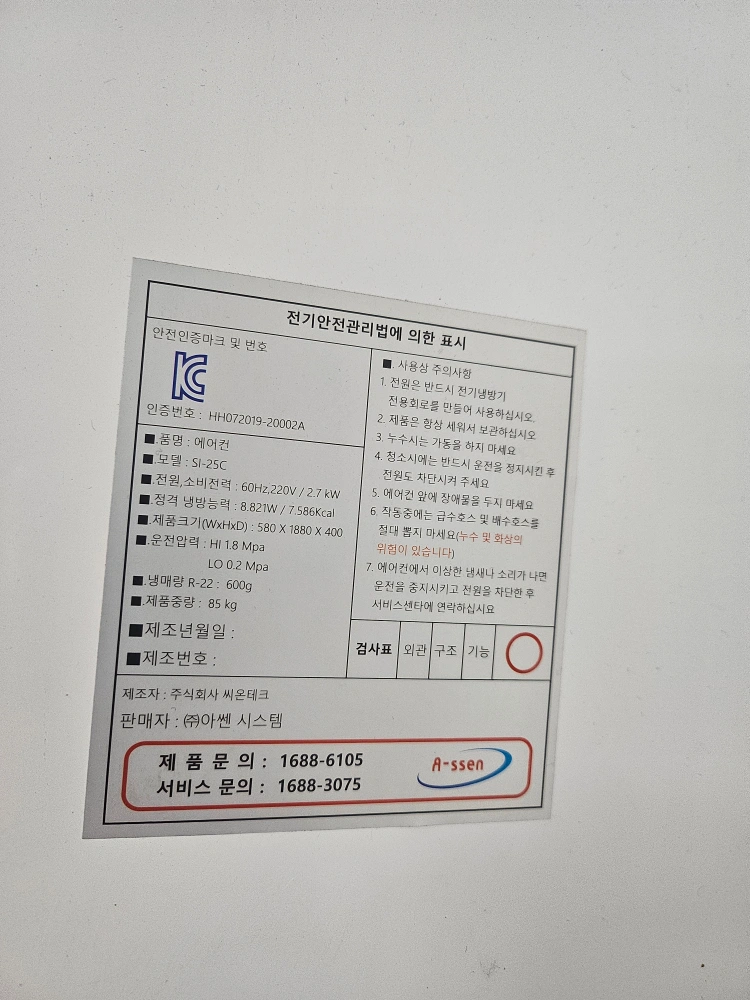 전기안전관리법에 의한 표시
안전인증마크 및 번호
KC
인증번호 : HH072019-20002A
■.품명 : 에어컨
■.모델 : SI-25C
■.전원,소비전력 : 60Hz,220V / 2.7 kW
■.정격 냉방능력 : 8.821W / 7.586Kcal
■.제품크기(WxHxD) : 580 X 1880 X 400
■.운전압력 : HI 1.8 Mpa
LO 0.2 Mpa
■.냉매량 R-22 : 600g
■.제품중량 : 85 kg
■제조년월일 :
■제조번호 :
■. 사용상 주의사항
1. 전원은 반드시 전기냉방기
전용회로를 만들어 사용하십시오.
2. 제품은 항상 세워서 보관하십시오
3. 누수시는 가동을 하지 마세요
4. 청소시에는 반드시 운전을 정지시킨 후
전원도 차단시켜 주세요
5. 에어컨 앞에 장애물을 두지 마세요
6. 작동중에는 급수호스 및 배수호스를
절대 뽑지 마세요(누수 및 화상의
위험이 있습니다)
7. 에어컨에서 이상한 냄새나 소리가 나면
운전을 중지시키고 전원을 차단한 후
서비스센타에 연락하십시요
검사표 외관 구조 기능
제조자 : 주식회사 씨온테크
판매자 : ㈜아쎈 시스템
제 품 문 의 : 1688-6105
서비스 문의 : 1688-3075
A-ssen